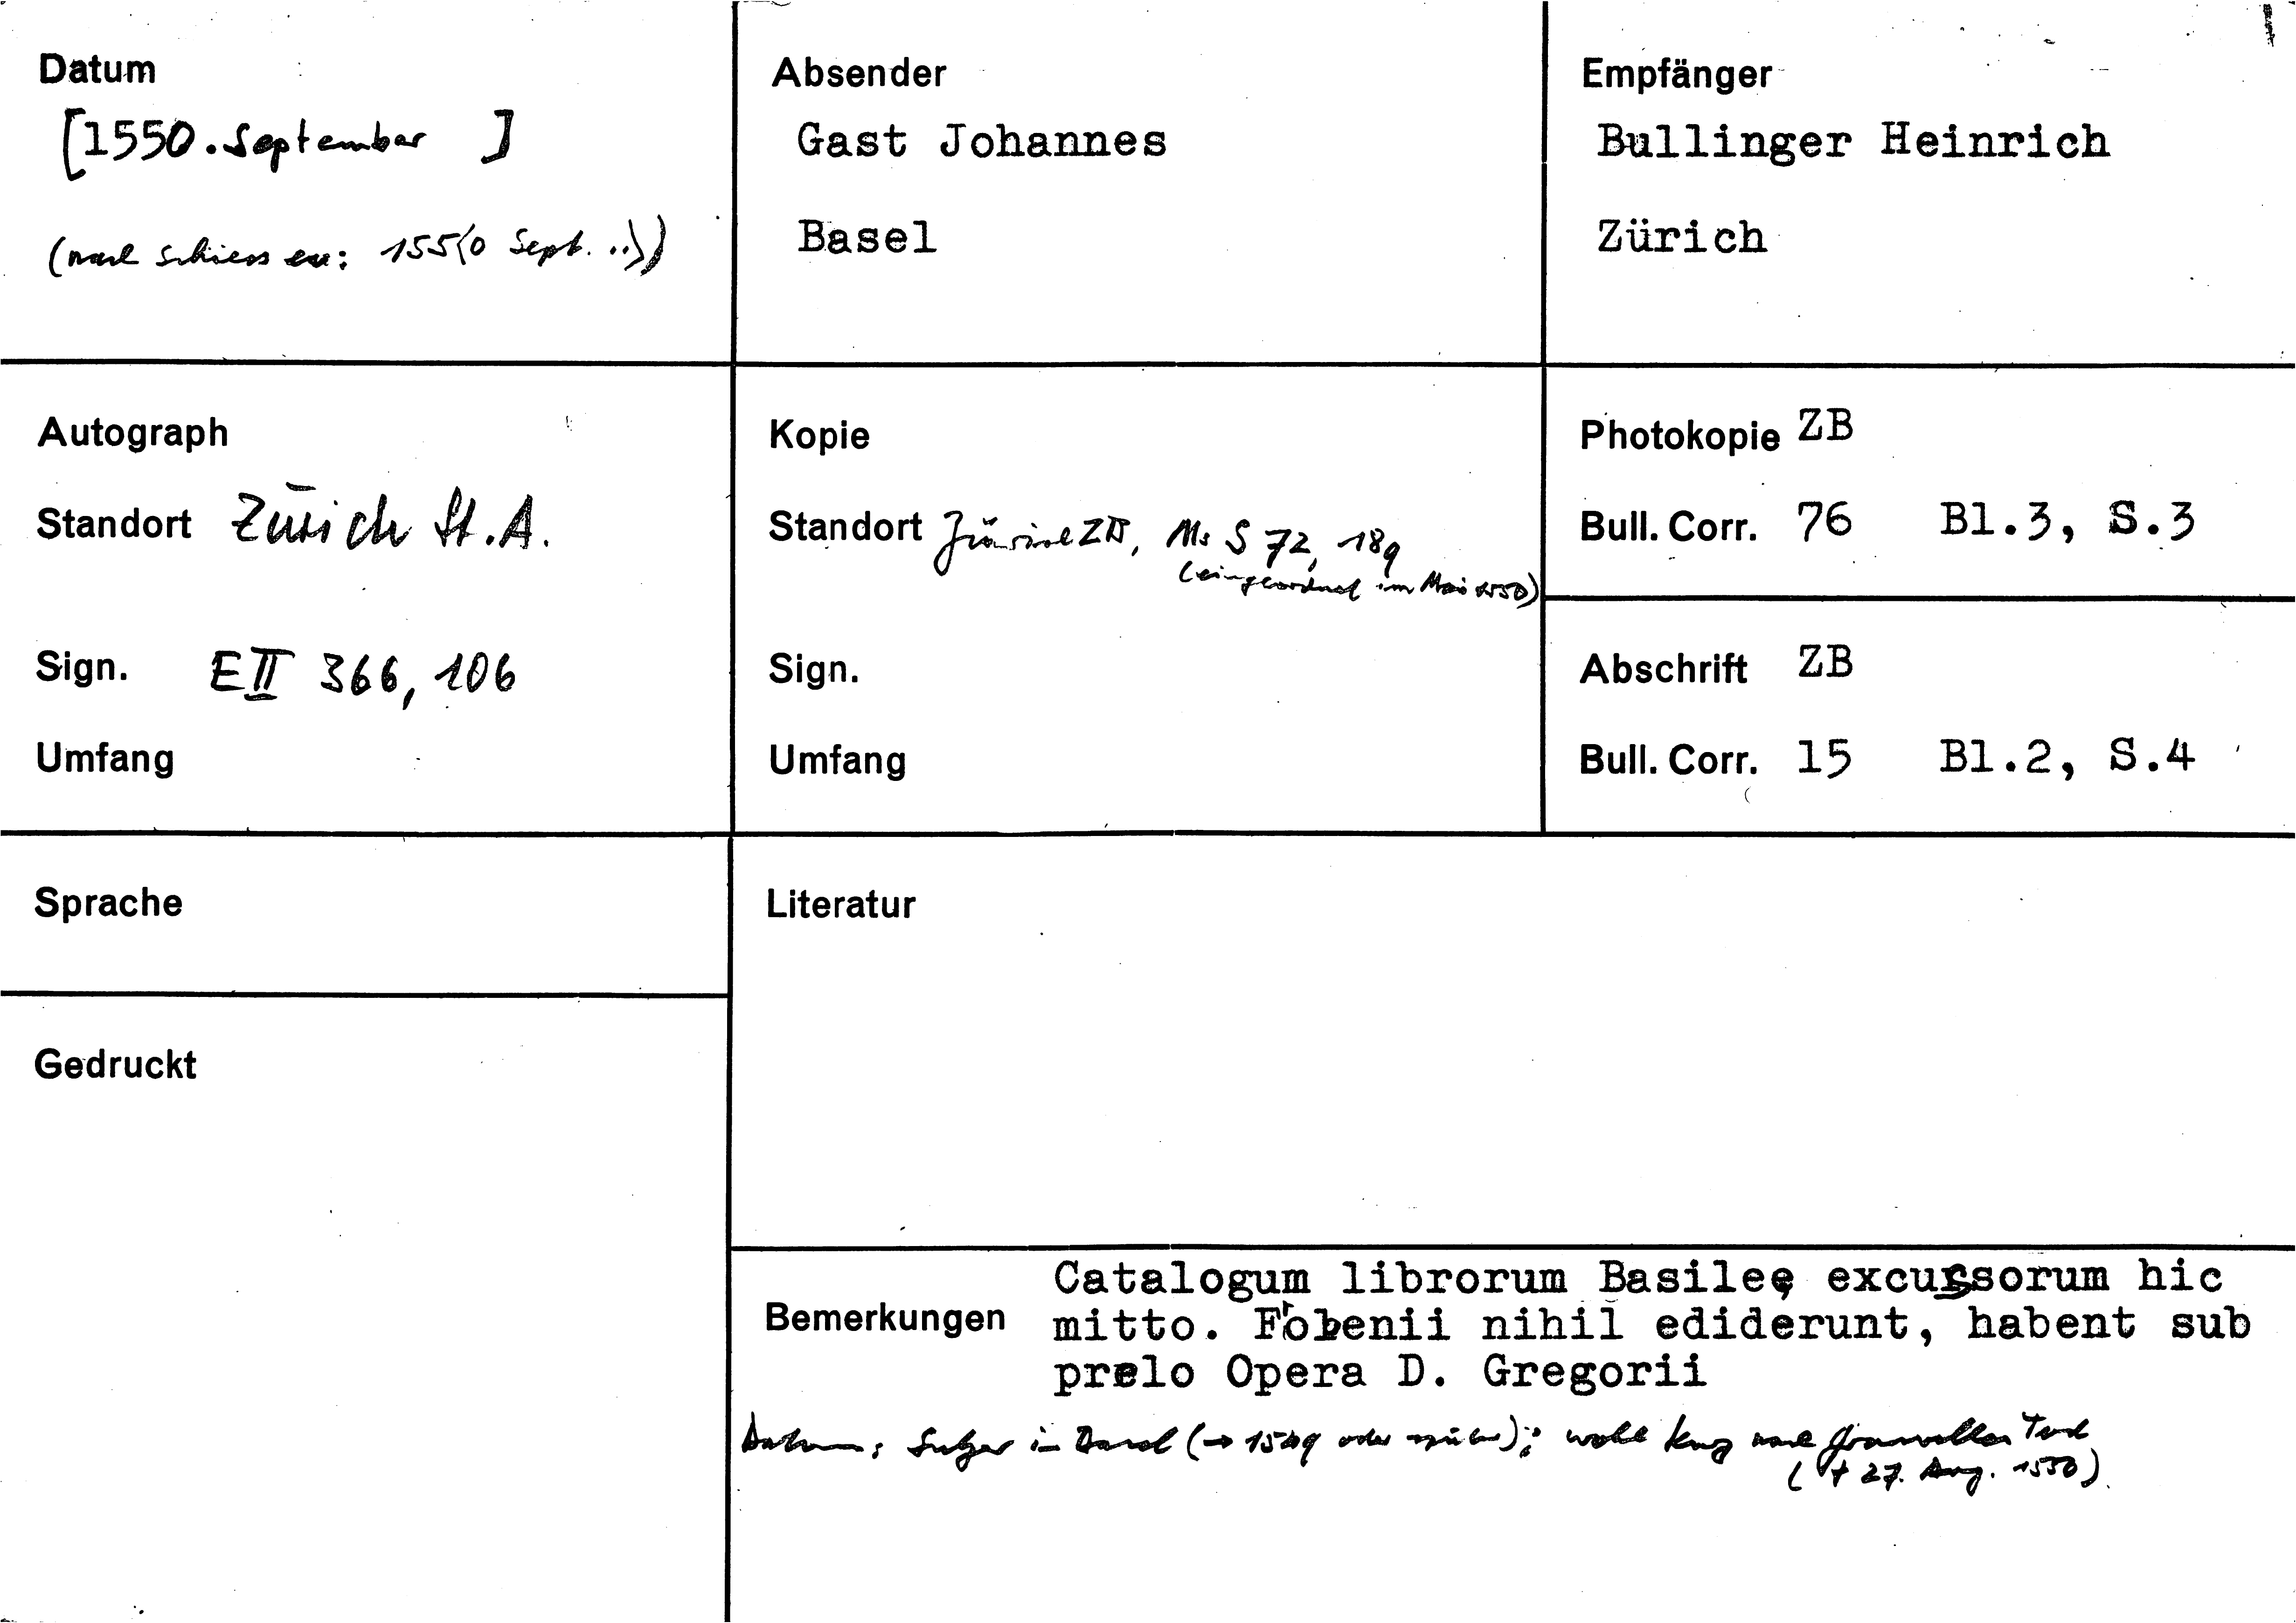 Datum
[1550. September ]
(nach Schiess ca: 155(0 Sept. ..))
Absender
Gast Johannes
Basel
Empfänger
Bullinger Heinrich
Zürich
Autograph
Standort Zürich St.A.
Sign. E II 366, 106
Umfang
Kopie
Standort Zürich ZB, Ms S 72, 189
(eingeordnet im Mai 1550)
Sign.
Umfang
Photokopie ZB
Bull. Corr. 76 Bl.3, S.3
Abschrift ZB
Bull. Corr. 15 Bl.2, S.4
Sprache
Gedruckt
Literatur
Bemerkungen
Catalogum librorum Basileę excussorum hic
mitto. Frobenii nihil ediderunt, habent sub
prelo Opera D. Gregorii
Datum: Sulzer in Basel (→ 1549 oder später); wohl kurz nach Granvellas Tod
(† 27. Aug. 1550).